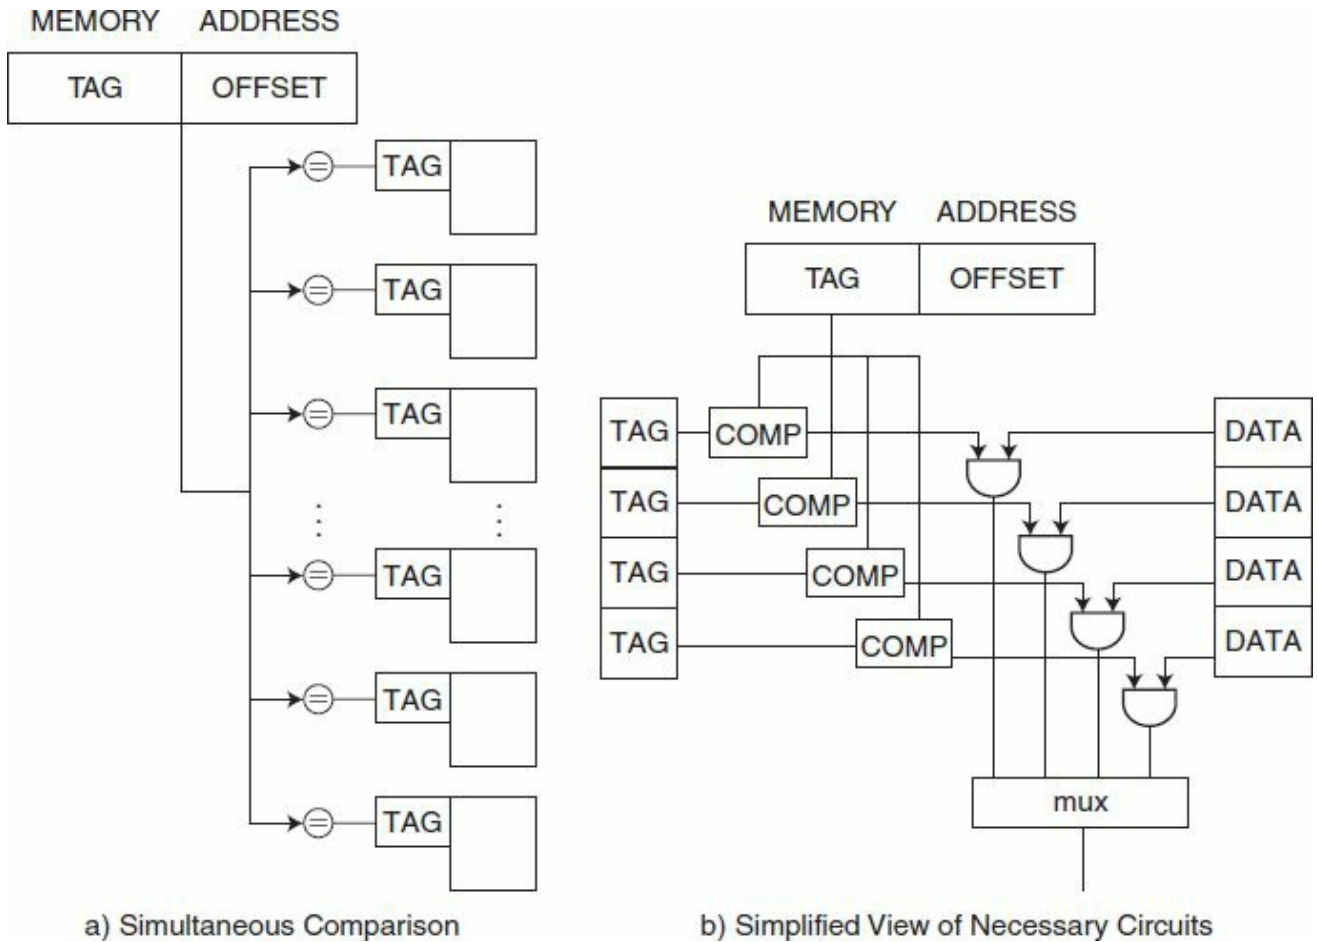 MEMORY ADDRESS
TAG OFFSET
TAG
TAG
TAG
TAG
TAG
TAG
a) Simultaneous Comparison
MEMORY ADDRESS
TAG OFFSET
TAG COMP DATA
TAG COMP DATA
TAG COMP DATA
TAG COMP DATA
mux
b) Simplified View of Necessary Circuits